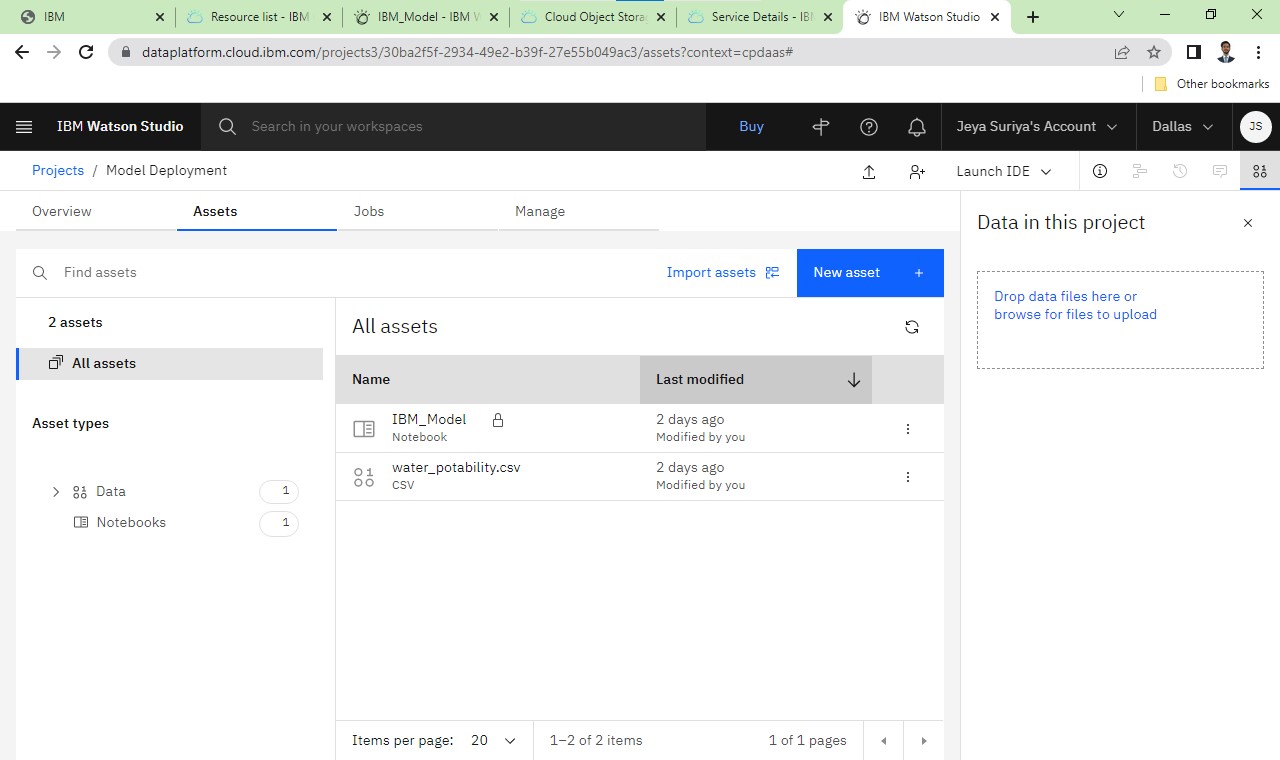 IBM
Resource list - IBM
IBM_Model - IBM W
Cloud Object Storag
Service Details - IBM
IBM Watson Studio
dataplatform.cloud.ibm.com/projects3/30ba2f5f-2934-49e2-b39f-27e55b049ac3/assets?context=cpdaas#
Other bookmarks
IBM Watson Studio
Search in your workspaces
Buy
Jeya Suriya's Account
Dallas
JS
Projects / Model Deployment
Launch IDE
Overview
Assets
Jobs
Manage
Data in this project
Drop data files here or
browse for files to upload
Find assets
Import assets
New asset +
2 assets
All assets
Asset types
Data 1
Notebooks 1
All assets
Name
Last modified
IBM_Model
Notebook
2 days ago
Modified by you
water_potability.csv
CSV
2 days ago
Modified by you
Items per page: 20
1–2 of 2 items
1 of 1 pages